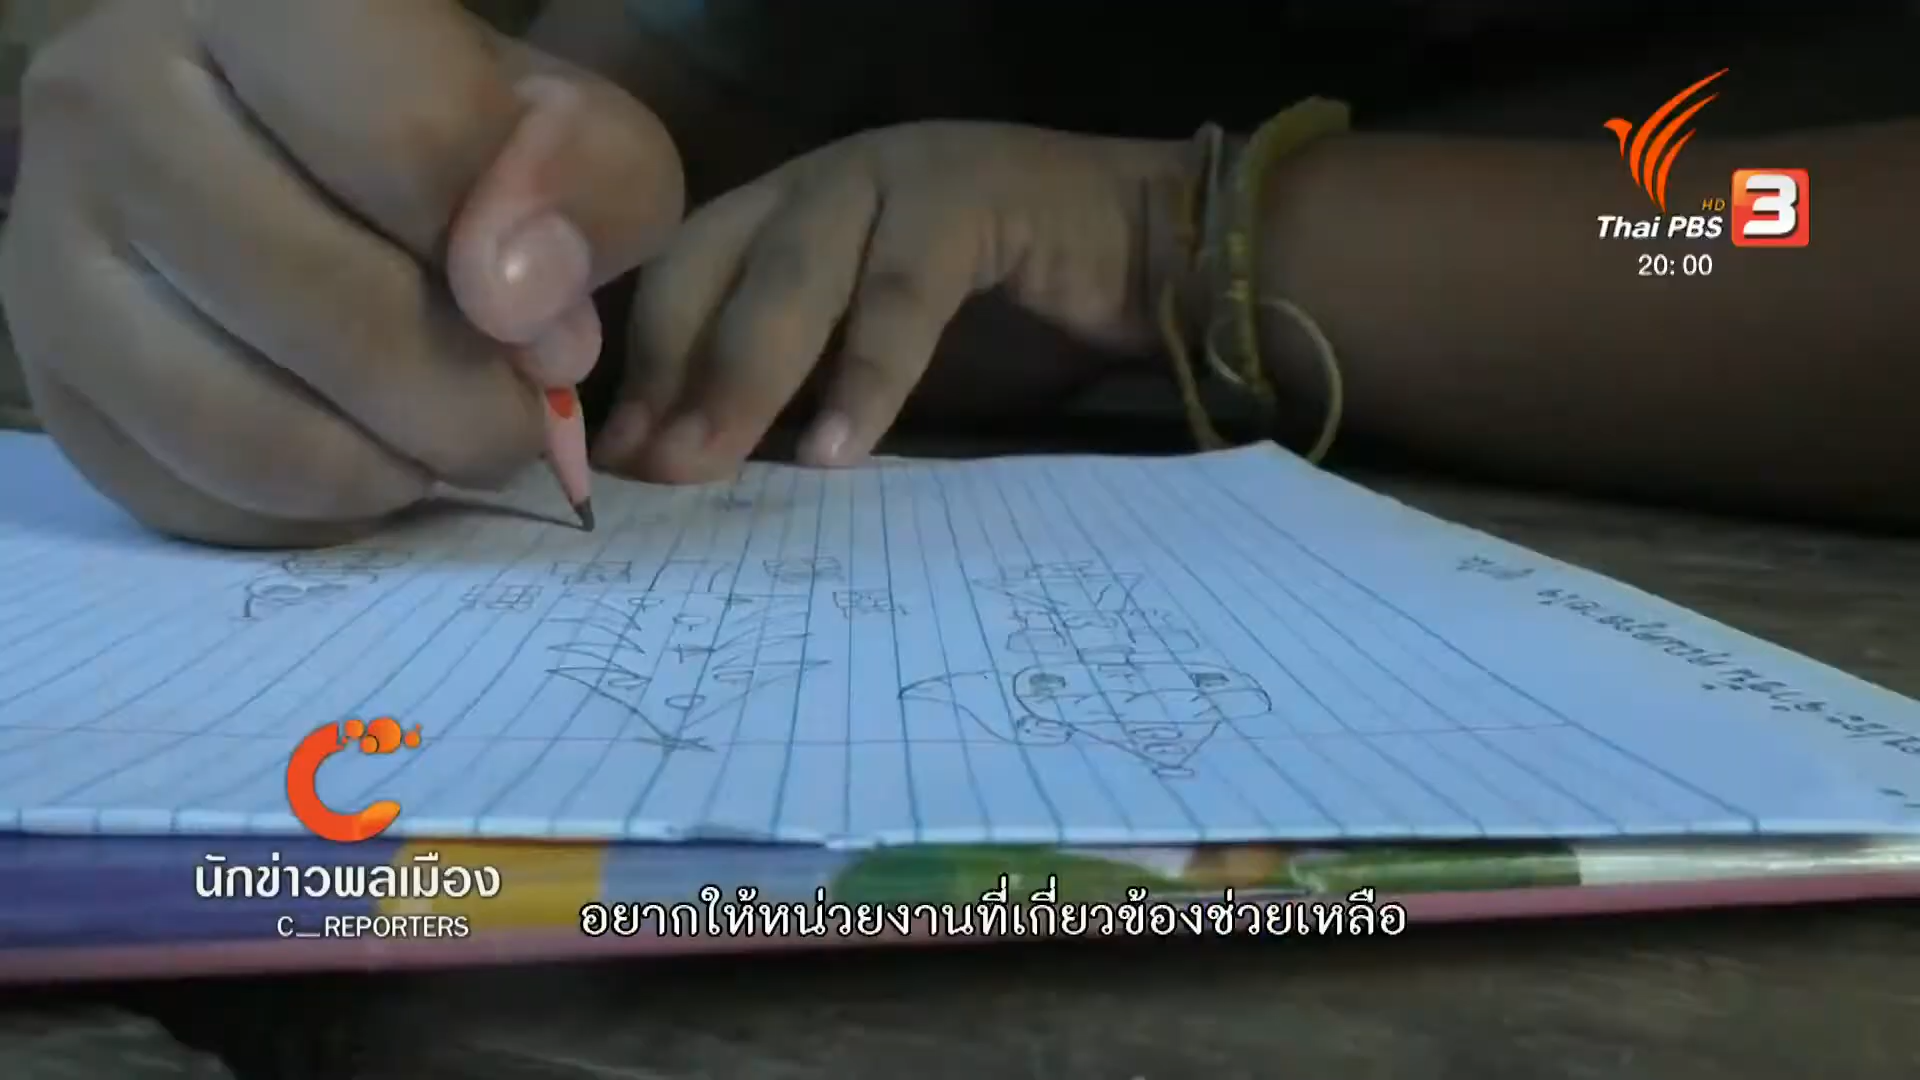 HD
Thai PBS 3
20: 00
นักข่าวพลเมือง
C_REPORTERS
อยากให้หน่วยงานที่เกี่ยวข้องช่วยเหลือ